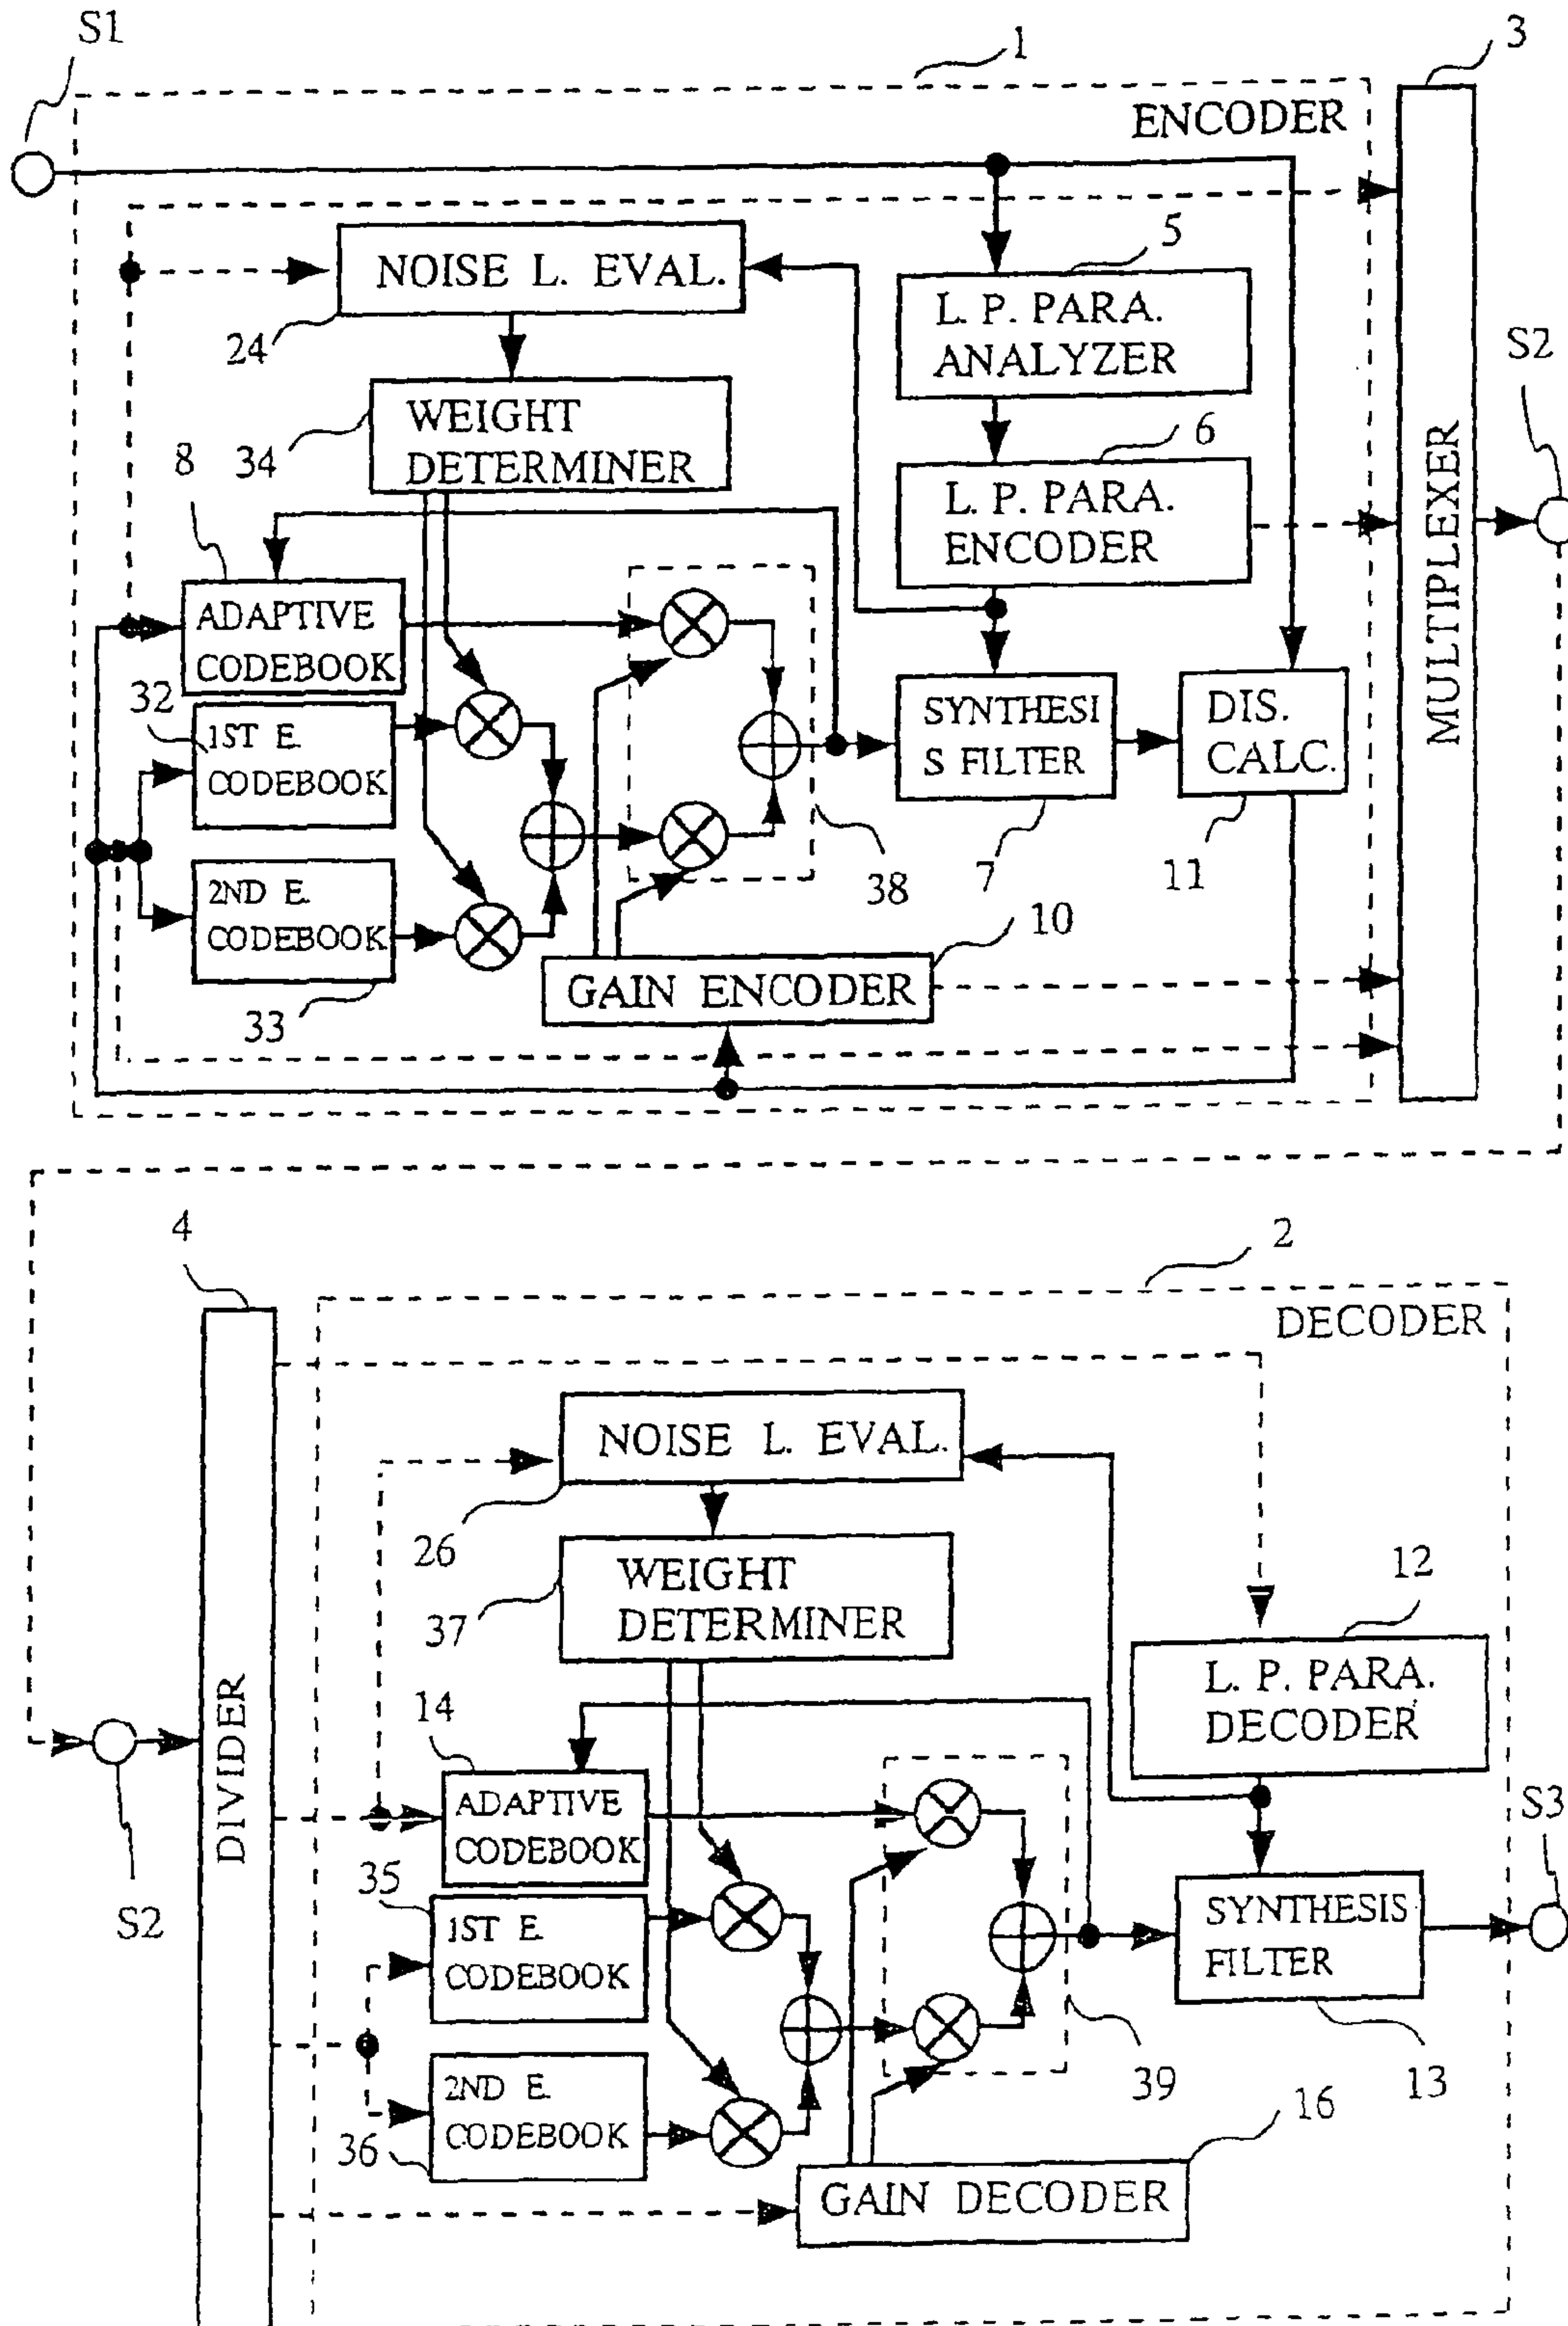 S1
1
3
ENCODER
5
NOISE L. EVAL.
L. P. PARA.
ANALYZER
24
S2
WEIGHT
DETERMINER
8
34
6
L. P. PARA.
ENCODER
MULTIPLEXER
ADAPTIVE
CODEBOOK
32
1ST E.
CODEBOOK
SYNTHESI
S FILTER
DIS.
CALC.
7
11
38
2ND E.
CODEBOOK
10
GAIN ENCODER
33
4
2
DECODER
NOISE L. EVAL.
26
WEIGHT
DETERMINER
37
12
L. P. PARA.
DECODER
14
DIVIDER
ADAPTIVE
CODEBOOK
S3
35
S2
1ST E.
CODEBOOK
SYNTHESIS
FILTER
39
13
2ND E.
CODEBOOK
36
16
GAIN DECODER